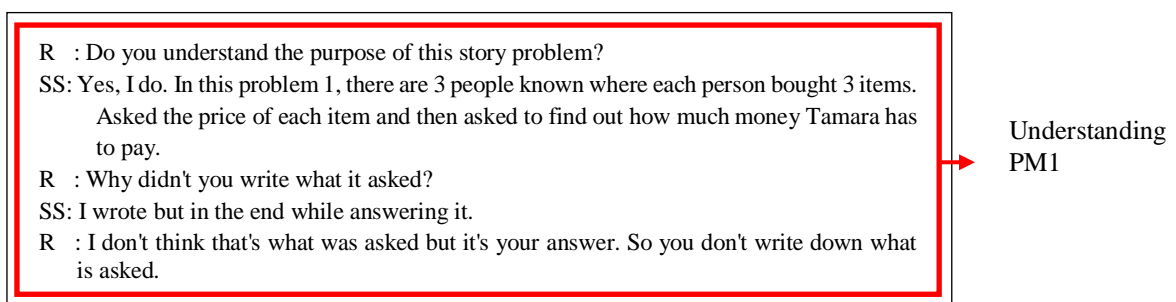 R : Do you understand the purpose of this story problem?
SS: Yes, I do. In this problem 1, there are 3 people known where each person bought 3 items.
Asked the price of each item and then asked to find out how much money Tamara has
to pay.
R : Why didn't you write what it asked?
SS: I wrote but in the end while answering it.
R : I don't think that's what was asked but it's your answer. So you don't write down what
is asked.
Understanding
PM1